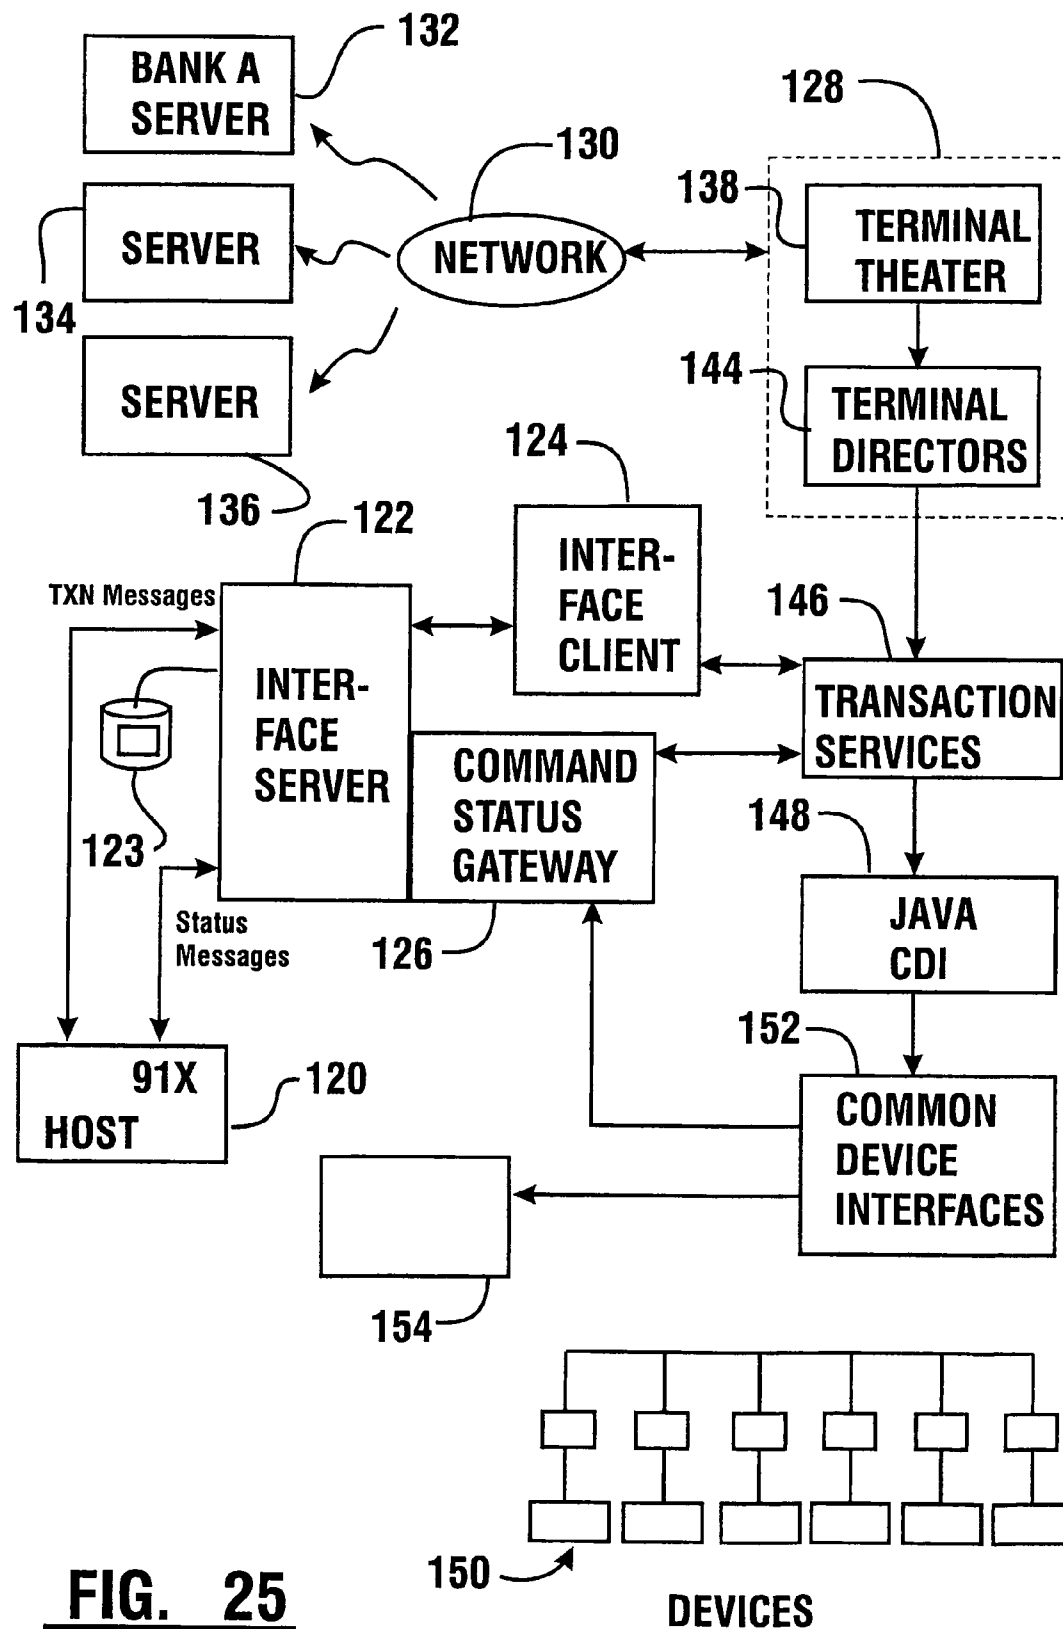 132
BANK A
SERVER
128
130
138
TERMINAL
THEATER
SERVER
NETWORK
134
144
SERVER
TERMINAL
DIRECTORS
124
136
122
INTER-
FACE
CLIENT
TXN Messages
146
INTER-
FACE
SERVER
TRANSACTION
SERVICES
COMMAND
STATUS
GATEWAY
148
123
JAVA
CDI
Status
Messages
126
152
91X
HOST
120
COMMON
DEVICE
INTERFACES
154
150
FIG. 25
DEVICES